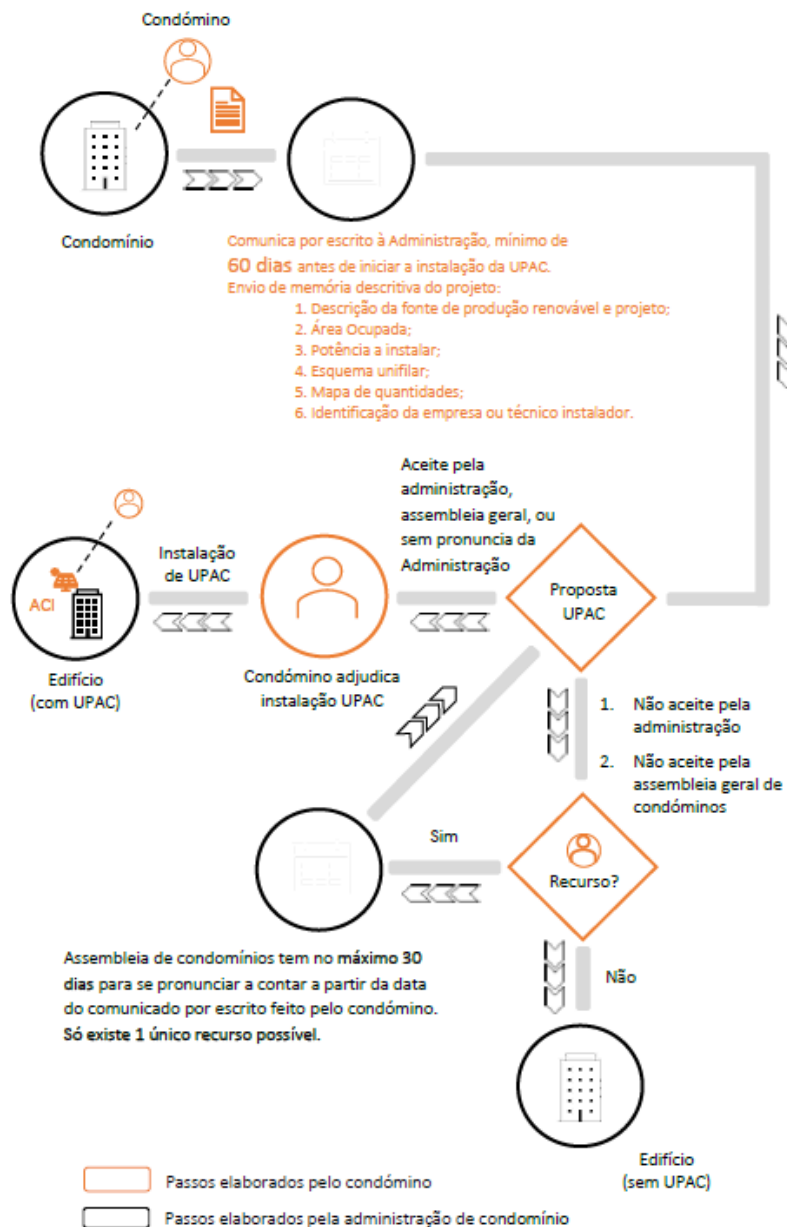 Condómino
Condomínio
Comunica por escrito à Administração, mínimo de
60 dias antes de iniciar a instalação da UPAC.
Envio de memória descritiva do projeto:
1. Descrição da fonte de produção renovável e projeto;
2. Área Ocupada;
3. Potência a instalar;
4. Esquema unifilar;
5. Mapa de quantidades;
6. Identificação da empresa ou técnico instalador.
Aceite pela
administração,
assembleia geral, ou
sem pronuncia da
Administração
Proposta
UPAC
Instalação
de UPAC
ACI
Edifício
(com UPAC)
Condómino adjudica
instalação UPAC
1. Não aceite pela
administração
2. Não aceite pela
assembleia geral de
condóminos
Sim
Recurso?
Não
Assembleia de condomínios tem no máximo 30
dias para se pronunciar a contar a partir da data
do comunicado por escrito feito pelo condómino.
Só existe 1 único recurso possível.
Edifício
(sem UPAC)
Passos elaborados pelo condómino
Passos elaborados pela administração de condomínio